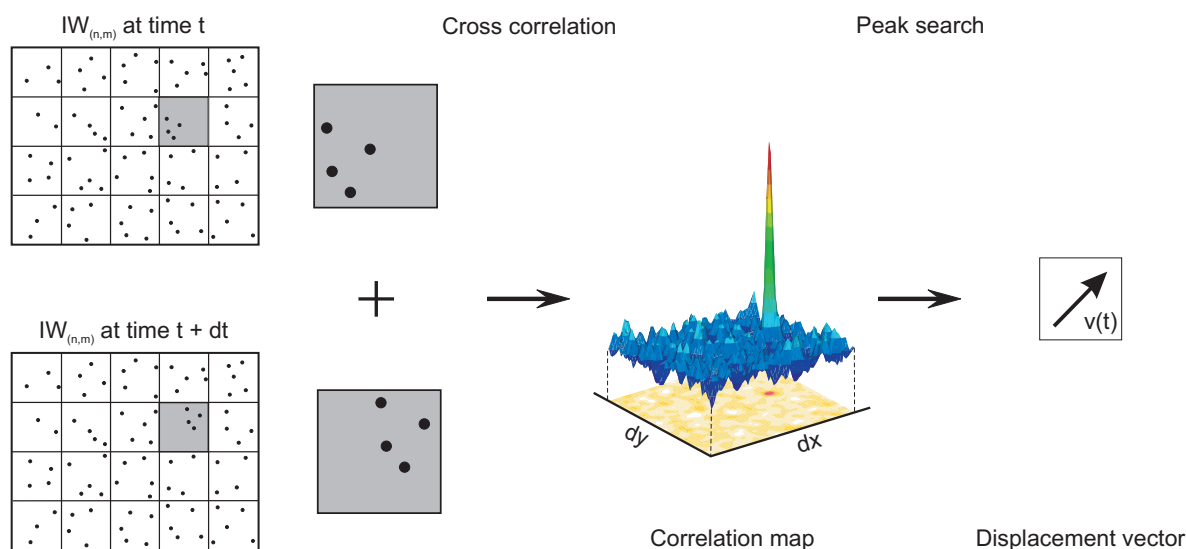 IW(n,m) at time t
Cross correlation
Peak search
IW(n,m) at time t + dt
v(t)
dy
dx
Correlation map
Displacement vector